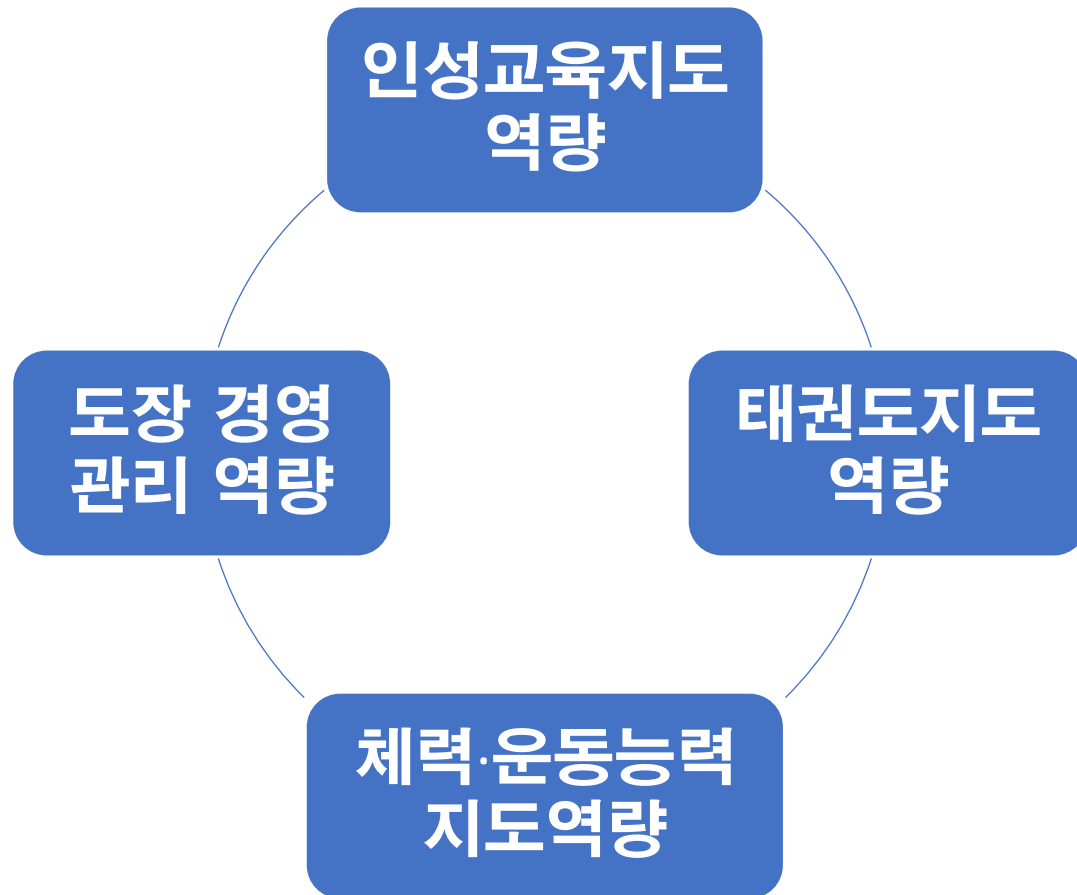 인성교육지도
역량
도장 경영
관리 역량
태권도지도
역량
체력·운동능력
지도역량